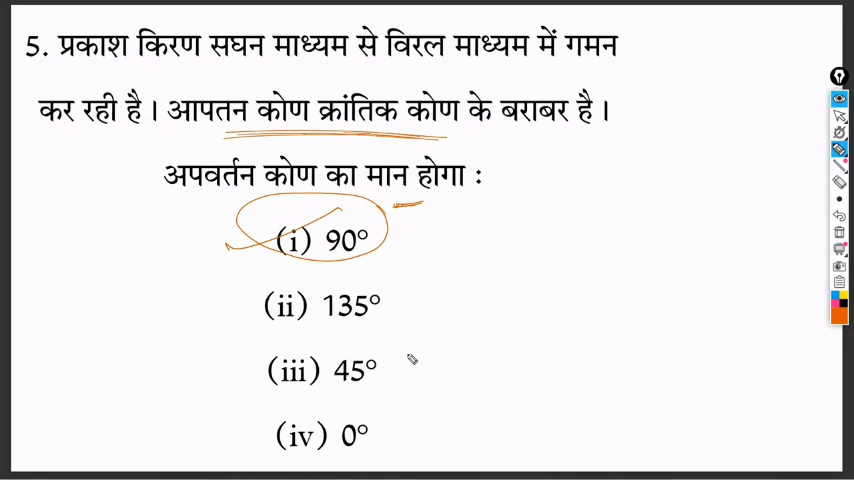 5. प्रकाश किरण सघन माध्यम से विरल माध्यम में गमन
कर रही है। आपतन कोण क्रांतिक कोण के बराबर है।
अपवर्तन कोण का मान होगा :
(i) 90°
(ii) 135°
(iii) 45°
(iv) 0°